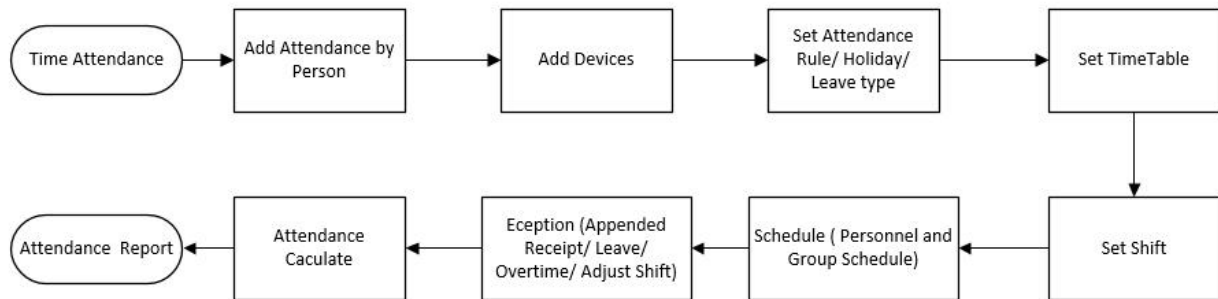 Time Attendance
Add Attendance by
Person
Add Devices
Set Attendance
Rule/ Holiday/
Leave type
Set TimeTable
Set Shift
Schedule ( Personnel and
Group Schedule)
Eception (Appended
Receipt/ Leave/
Overtime/ Adjust Shift)
Attendance
Caculate
Attendance Report